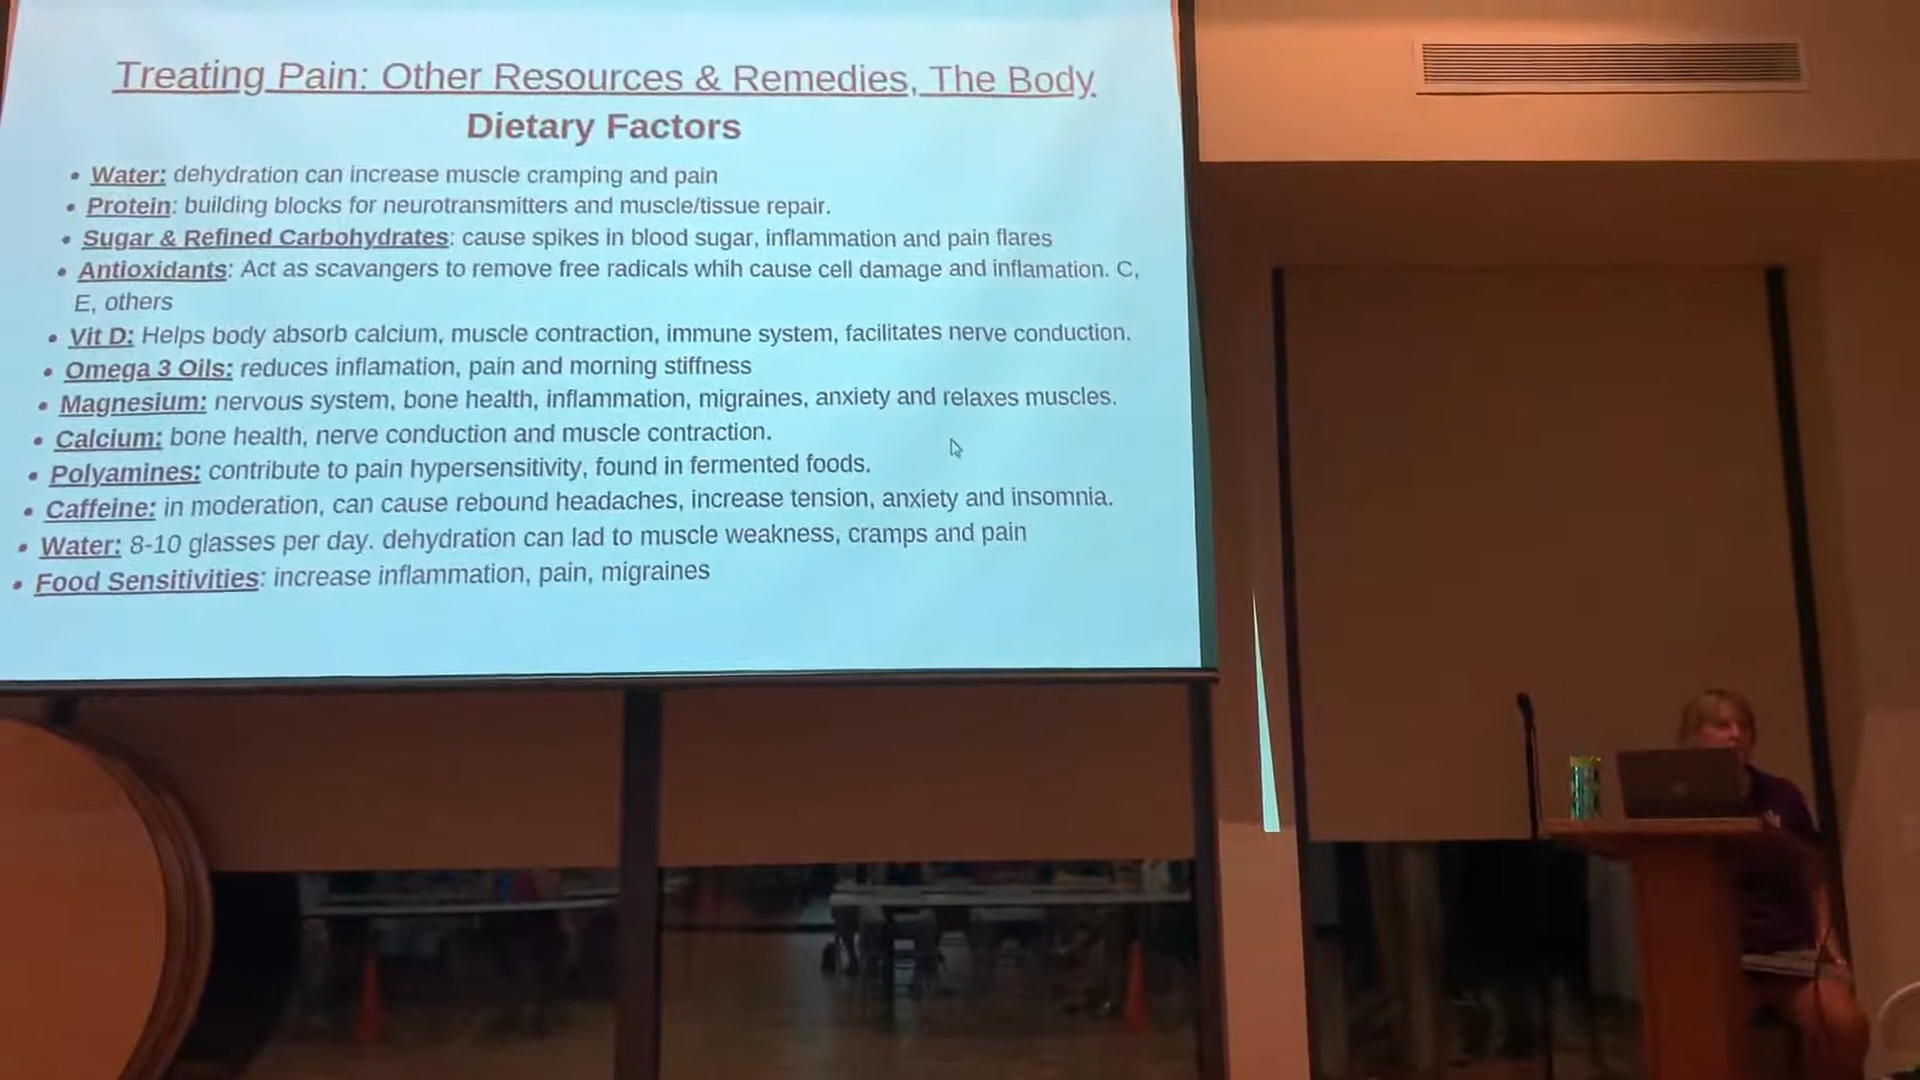 Treating Pain: Other Resources & Remedies, The Body
Dietary Factors
• Water: dehydration can increase muscle cramping and pain
• Protein: building blocks for neurotransmitters and muscle/tissue repair.
• Sugar & Refined Carbohydrates: cause spikes in blood sugar, inflammation and pain flares
• Antioxidants: Act as scavangers to remove free radicals whih cause cell damage and inflamation. C,
E, others
• Vit D: Helps body absorb calcium, muscle contraction, immune system, facilitates nerve conduction.
• Omega 3 Oils: reduces inflamation, pain and morning stiffness
• Magnesium: nervous system, bone health, inflammation, migraines, anxiety and relaxes muscles.
• Calcium: bone health, nerve conduction and muscle contraction.
• Polyamines: contribute to pain hypersensitivity, found in fermented foods.
• Caffeine: in moderation, can cause rebound headaches, increase tension, anxiety and insomnia.
• Water: 8-10 glasses per day. dehydration can lad to muscle weakness, cramps and pain
• Food Sensitivities: increase inflammation, pain, migraines